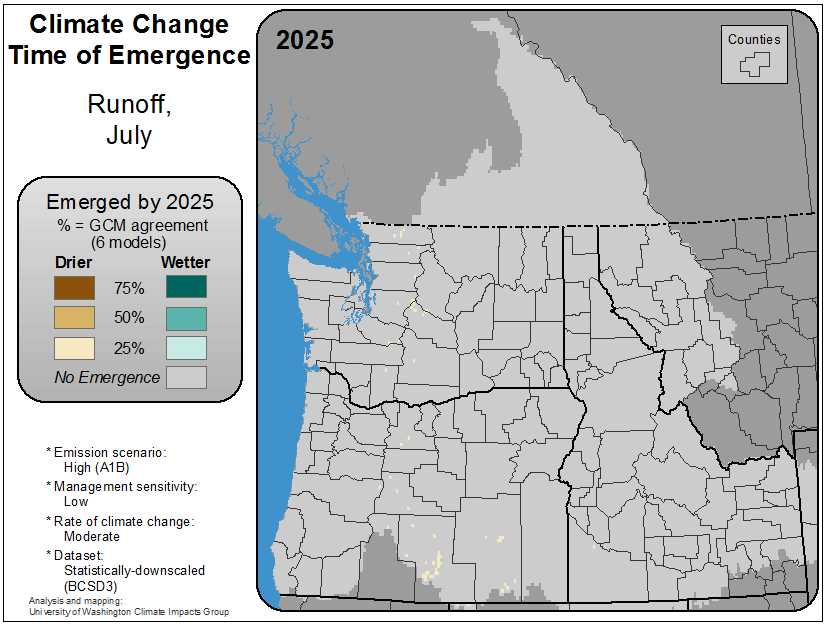 Climate Change
Time of Emergence
Runoff,
July
Emerged by 2025
% = GCM agreement
(6 models)
Drier Wetter
75%
50%
25%
No Emergence
* Emission scenario:
High (A1B)
* Management sensitivity:
Low
* Rate of climate change:
Moderate
* Dataset:
Statistically-downscaled
(BCSD3)
Analysis and mapping:
University of Washington Climate Impacts Group
2025
Counties